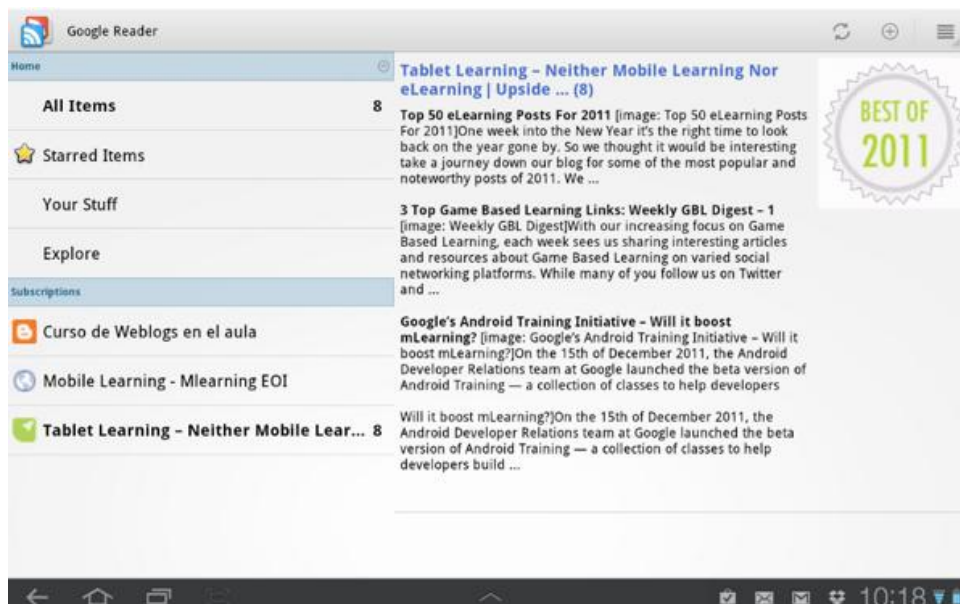 Google Reader
Home
All Items 8
Starred Items
Your Stuff
Explore
Subscriptions
Curso de Weblogs en el aula
Mobile Learning - Mlearning EOI
Tablet Learning – Neither Mobile Lear... 8
Tablet Learning – Neither Mobile Learning Nor
eLearning | Upside ... (8)
Top 50 eLearning Posts For 2011 [image: Top 50 eLearning Posts
For 2011]One week into the New Year it's the right time to look
back on the year gone by. So we thought it would be interesting
take a journey down our blog for some of the most popular and
noteworthy posts of 2011. We ...
3 Top Game Based Learning Links: Weekly GBL Digest – 1
[image: Weekly GBL Digest]With our increasing focus on Game
Based Learning, each week sees us sharing interesting articles
and resources about Game Based Learning on varied social
networking platforms. While many of you follow us on Twitter
and ...
Google's Android Training Initiative – Will it boost
mLearning? [image: Google's Android Training Initiative – Will it
boost mLearning?]On the 15th of December 2011, the Android
Developer Relations team at Google launched the beta version of
Android Training — a collection of classes to help developers
Will it boost mLearning?]On the 15th of December 2011, the
Android Developer Relations team at Google launched the beta
version of Android Training — a collection of classes to help
developers build ...
BEST OF
2011
10:18